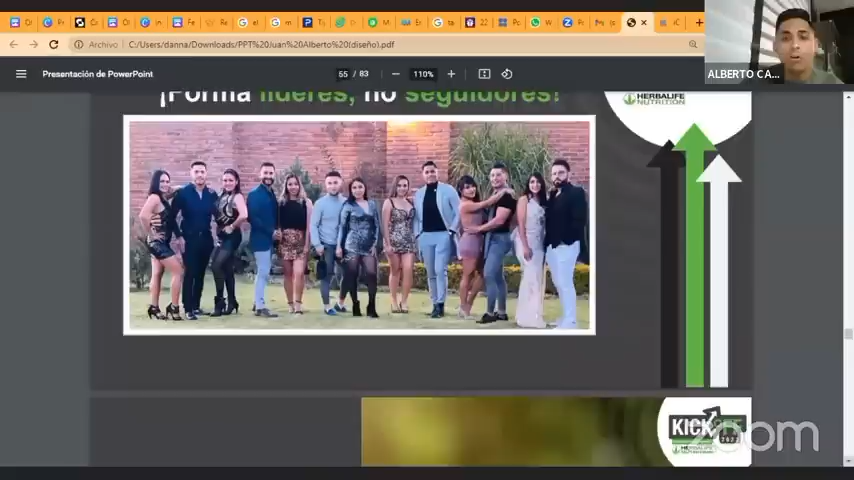 Archivo
C:/Users/danna/Downloads/PPT%20Juan%20Alberto%20(diseño).pdf
Presentación de PowerPoint
55 / 83
110%
ALBERTO CA...
¡Forma líderes, no seguidores!
HERBALIFE
NUTRITION
KICK
2022
zoom